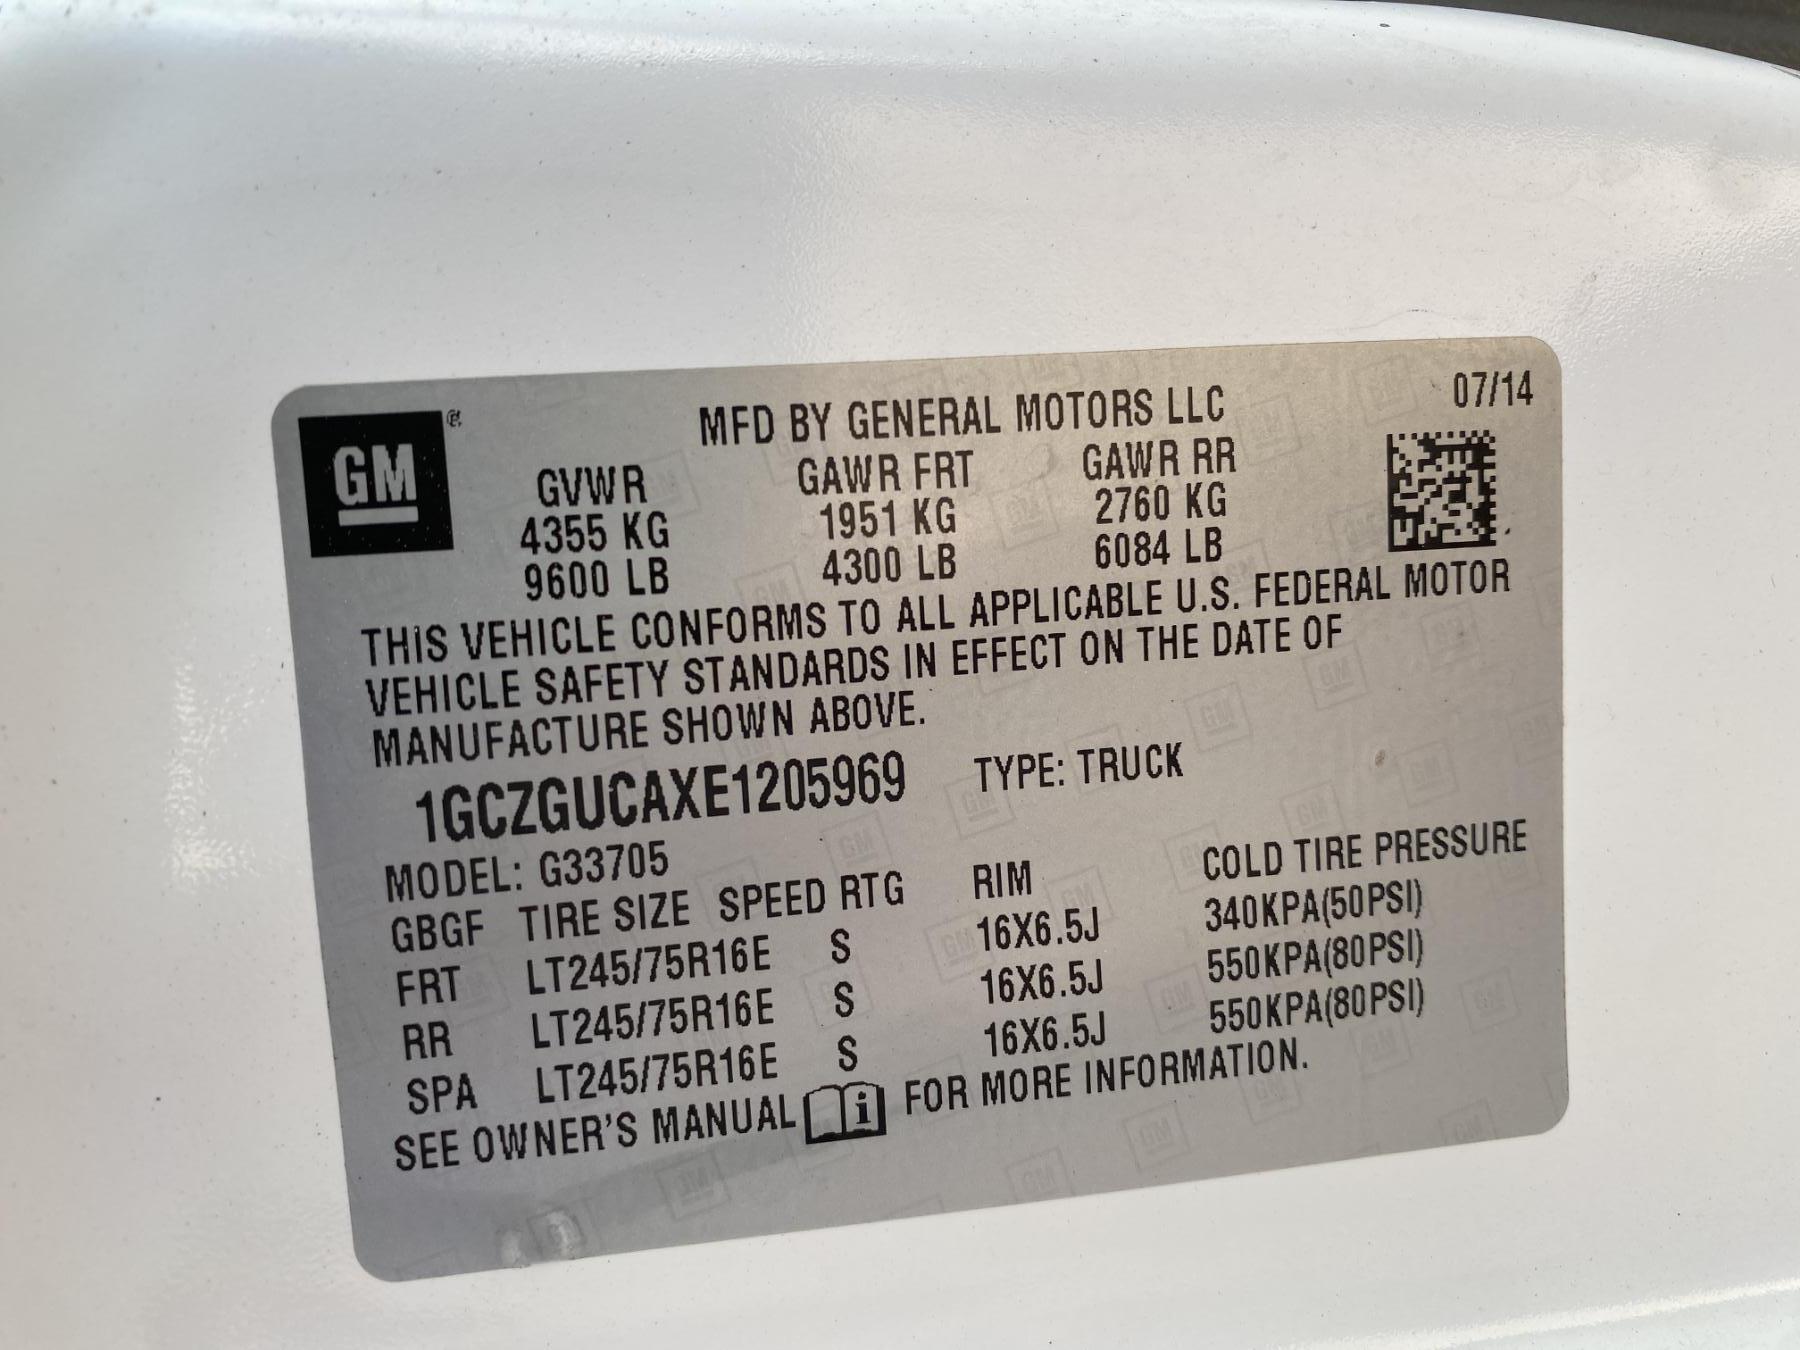 07/14
MFD BY GENERAL MOTORS LLC
GM
GVWR GAWR FRT GAWR RR
4355 KG 1951 KG 2760 KG
9600 LB 4300 LB 6084 LB
THIS VEHICLE CONFORMS TO ALL APPLICABLE U.S. FEDERAL MOTOR
VEHICLE SAFETY STANDARDS IN EFFECT ON THE DATE OF
MANUFACTURE SHOWN ABOVE.
1GCZGUCAXE1205969 TYPE: TRUCK
MODEL: G33705
GBGF TIRE SIZE SPEED RTG RIM COLD TIRE PRESSURE
FRT LT245/75R16E S 16X6.5J 340KPA(50PSI)
RR LT245/75R16E S 16X6.5J 550KPA(80PSI)
SPA LT245/75R16E S 16X6.5J 550KPA(80PSI)
SEE OWNER'S MANUAL i FOR MORE INFORMATION.